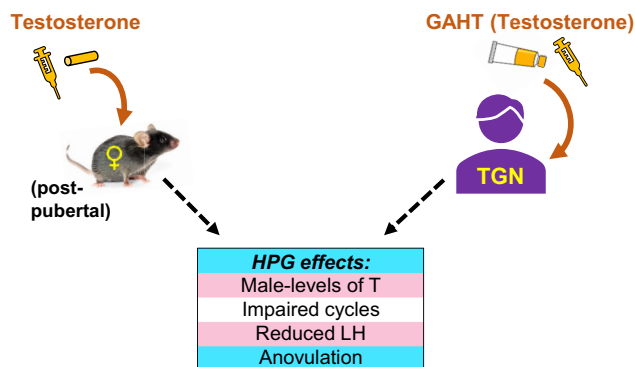 Testosterone
GAHT (Testosterone)
♀
(post-
pubertal)
TGN
HPG effects:
Male-levels of T
Impaired cycles
Reduced LH
Anovulation